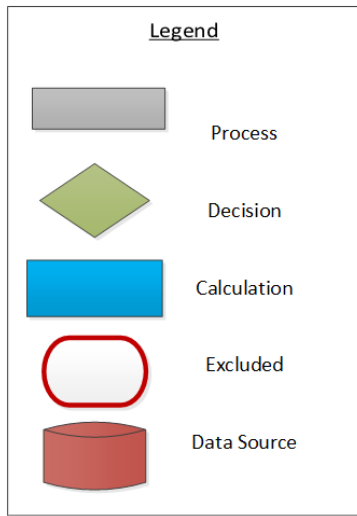 Legend
Process
Decision
Calculation
Excluded
Data Source